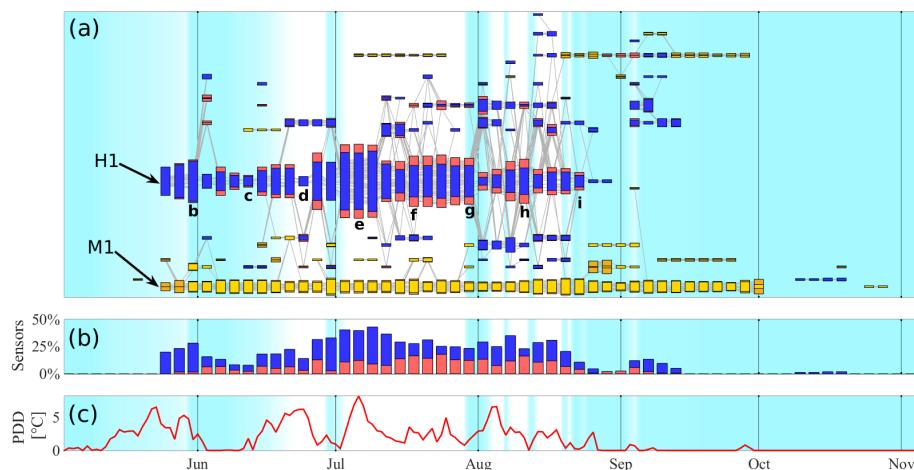 (a)
H1
b
c
d
e
f
g
h
i
M1
50%
25%
0%
Sensors
(b)
5
0
PDD
[°C]
(c)
Jun
Jul
Aug
Sep
Oct
Nov